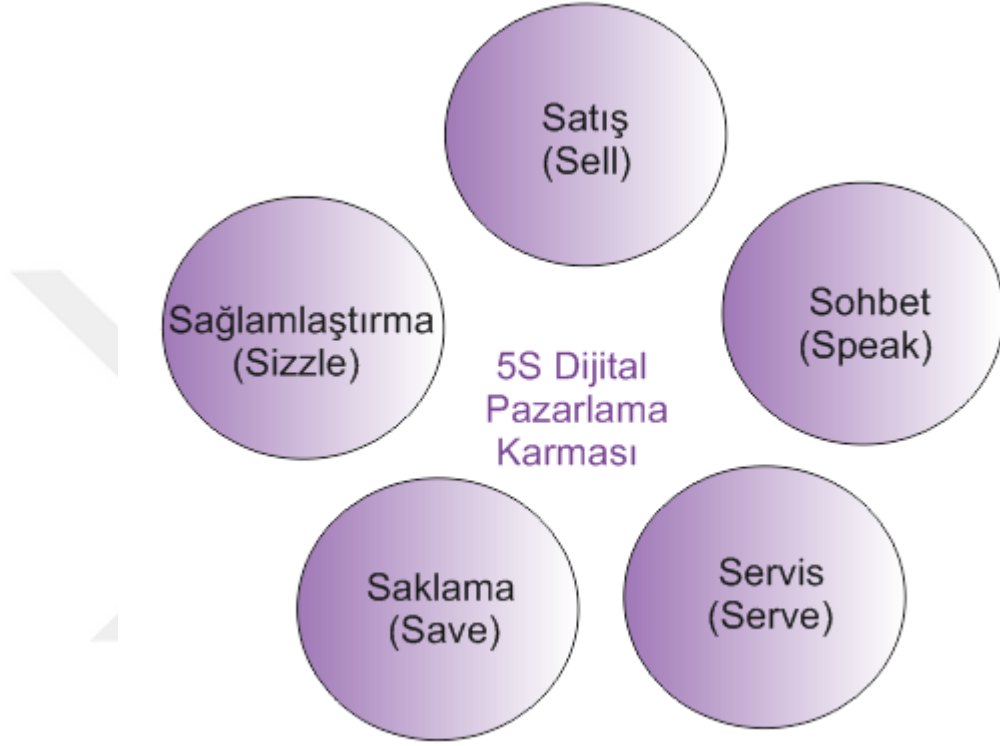 Satış
(Sell)
Sohbet
(Speak)
Sağlamlaştırma
(Sizzle)
5S Dijital
Pazarlama
Karması
Servis
(Serve)
Saklama
(Save)